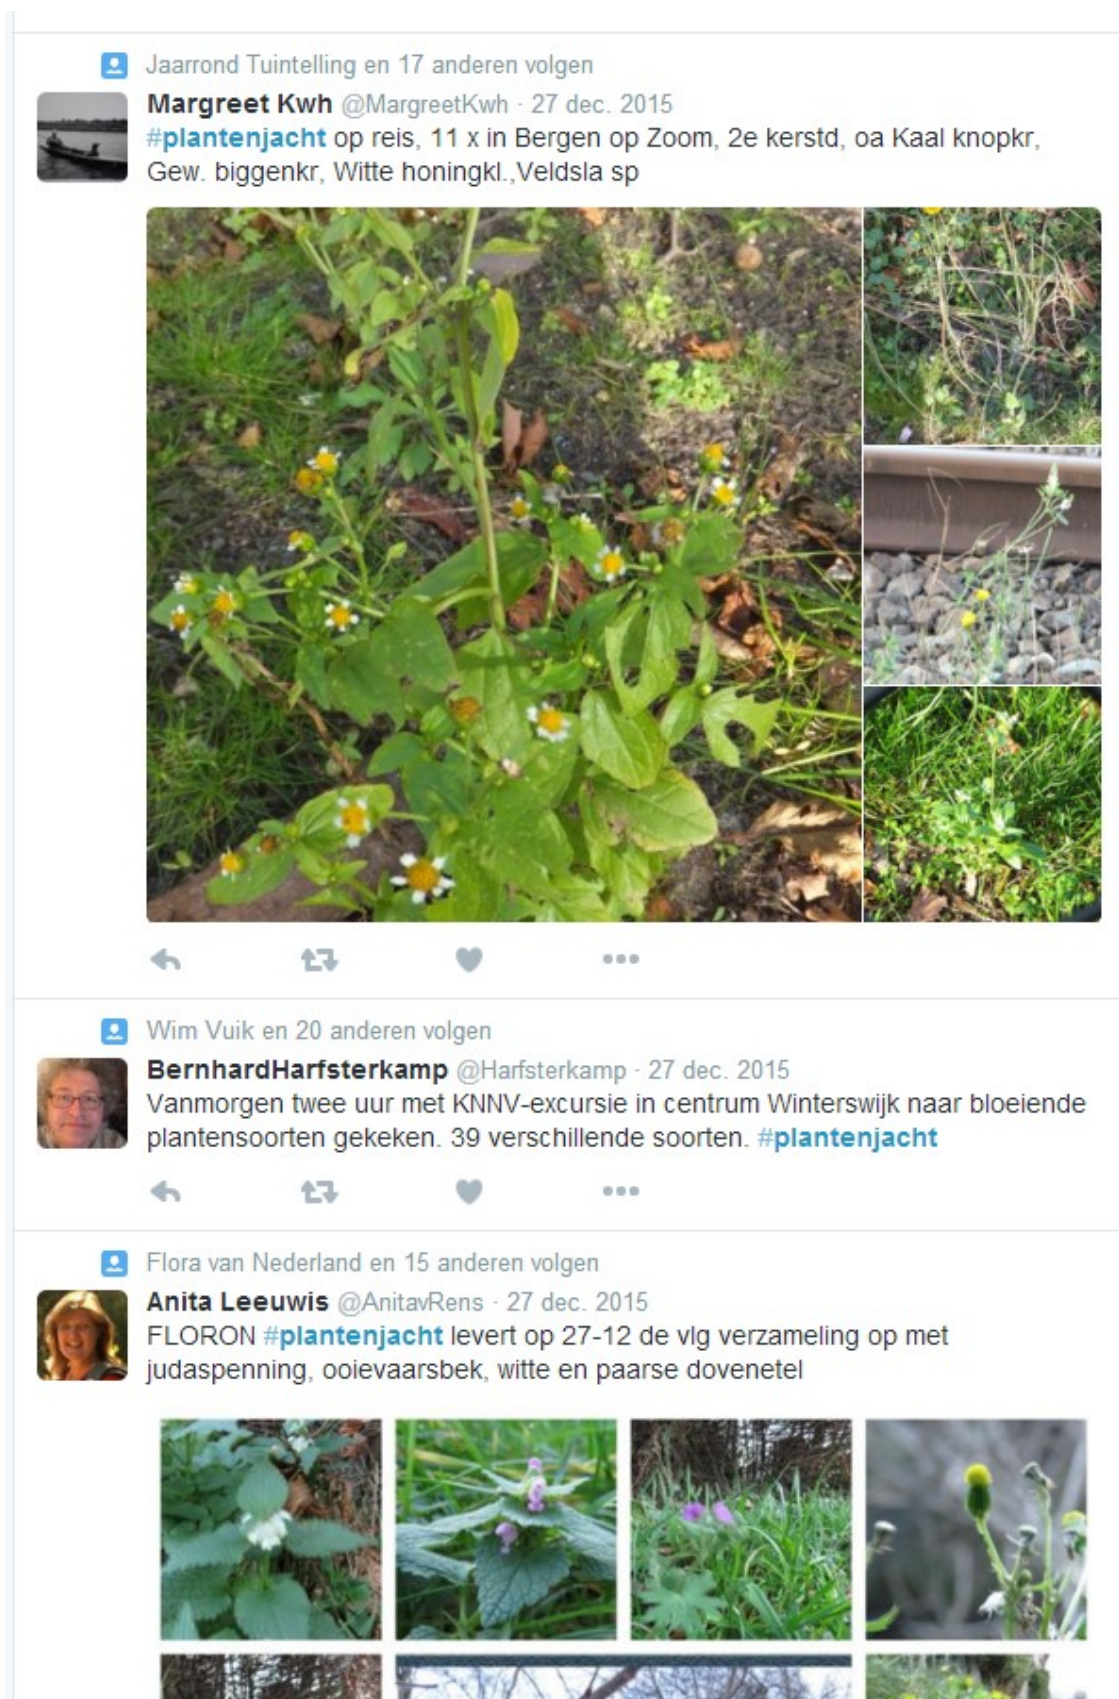 Jaarrond Tuintelling en 17 anderen volgen
Margreet Kwh @MargreetKwh · 27 dec. 2015
#plantenjacht op reis, 11 x in Bergen op Zoom, 2e kerstd, oa Kaal knopkr,
Gew. biggenkr, Witte honingkl.,Veldsla sp
Wim Vuik en 20 anderen volgen
BernhardHarfsterkamp @Harfsterkamp · 27 dec. 2015
Vanmorgen twee uur met KNNV-excursie in centrum Winterswijk naar bloeiende
plantensoorten gekeken. 39 verschillende soorten. #plantenjacht
Flora van Nederland en 15 anderen volgen
Anita Leeuwis @AnitavRens · 27 dec. 2015
FLORON #plantenjacht levert op 27-12 de vlg verzameling op met
judaspenning, ooievaarsbek, witte en paarse dovenetel